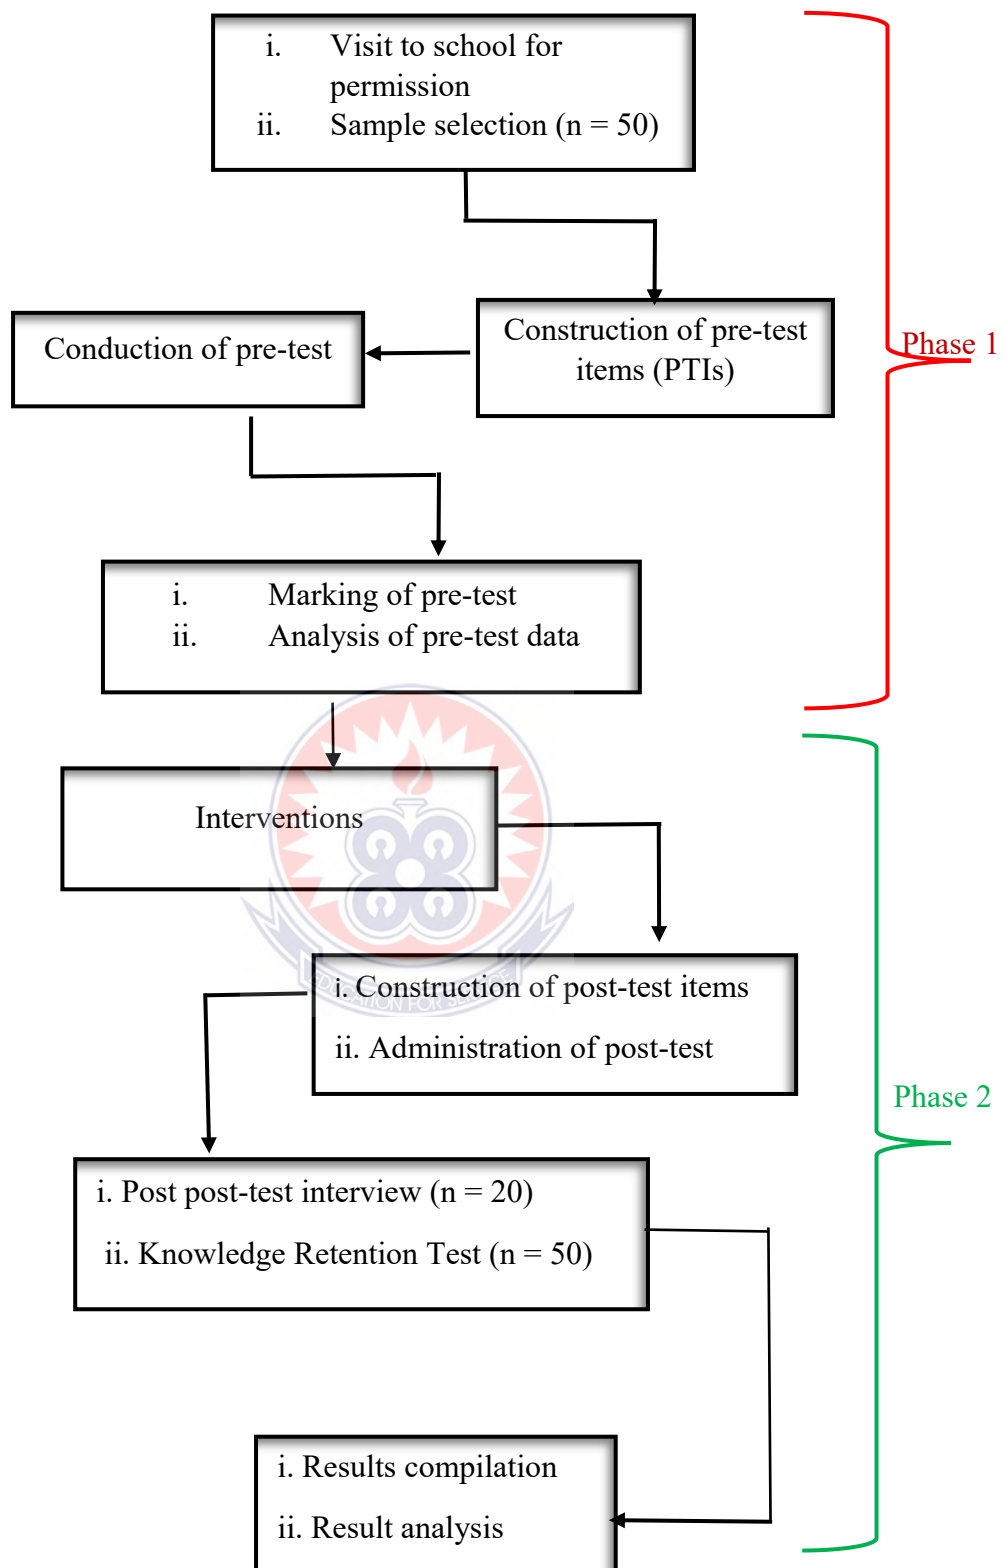 i. Visit to school for
permission
ii. Sample selection (n = 50)
Construction of pre-test
items (PTIs)
Conduction of pre-test
Phase 1
i. Marking of pre-test
ii. Analysis of pre-test data
Interventions
i. Construction of post-test items
ii. Administration of post-test
EDUCATION FOR SERVICE
Phase 2
i. Post post-test interview (n = 20)
ii. Knowledge Retention Test (n = 50)
i. Results compilation
ii. Result analysis